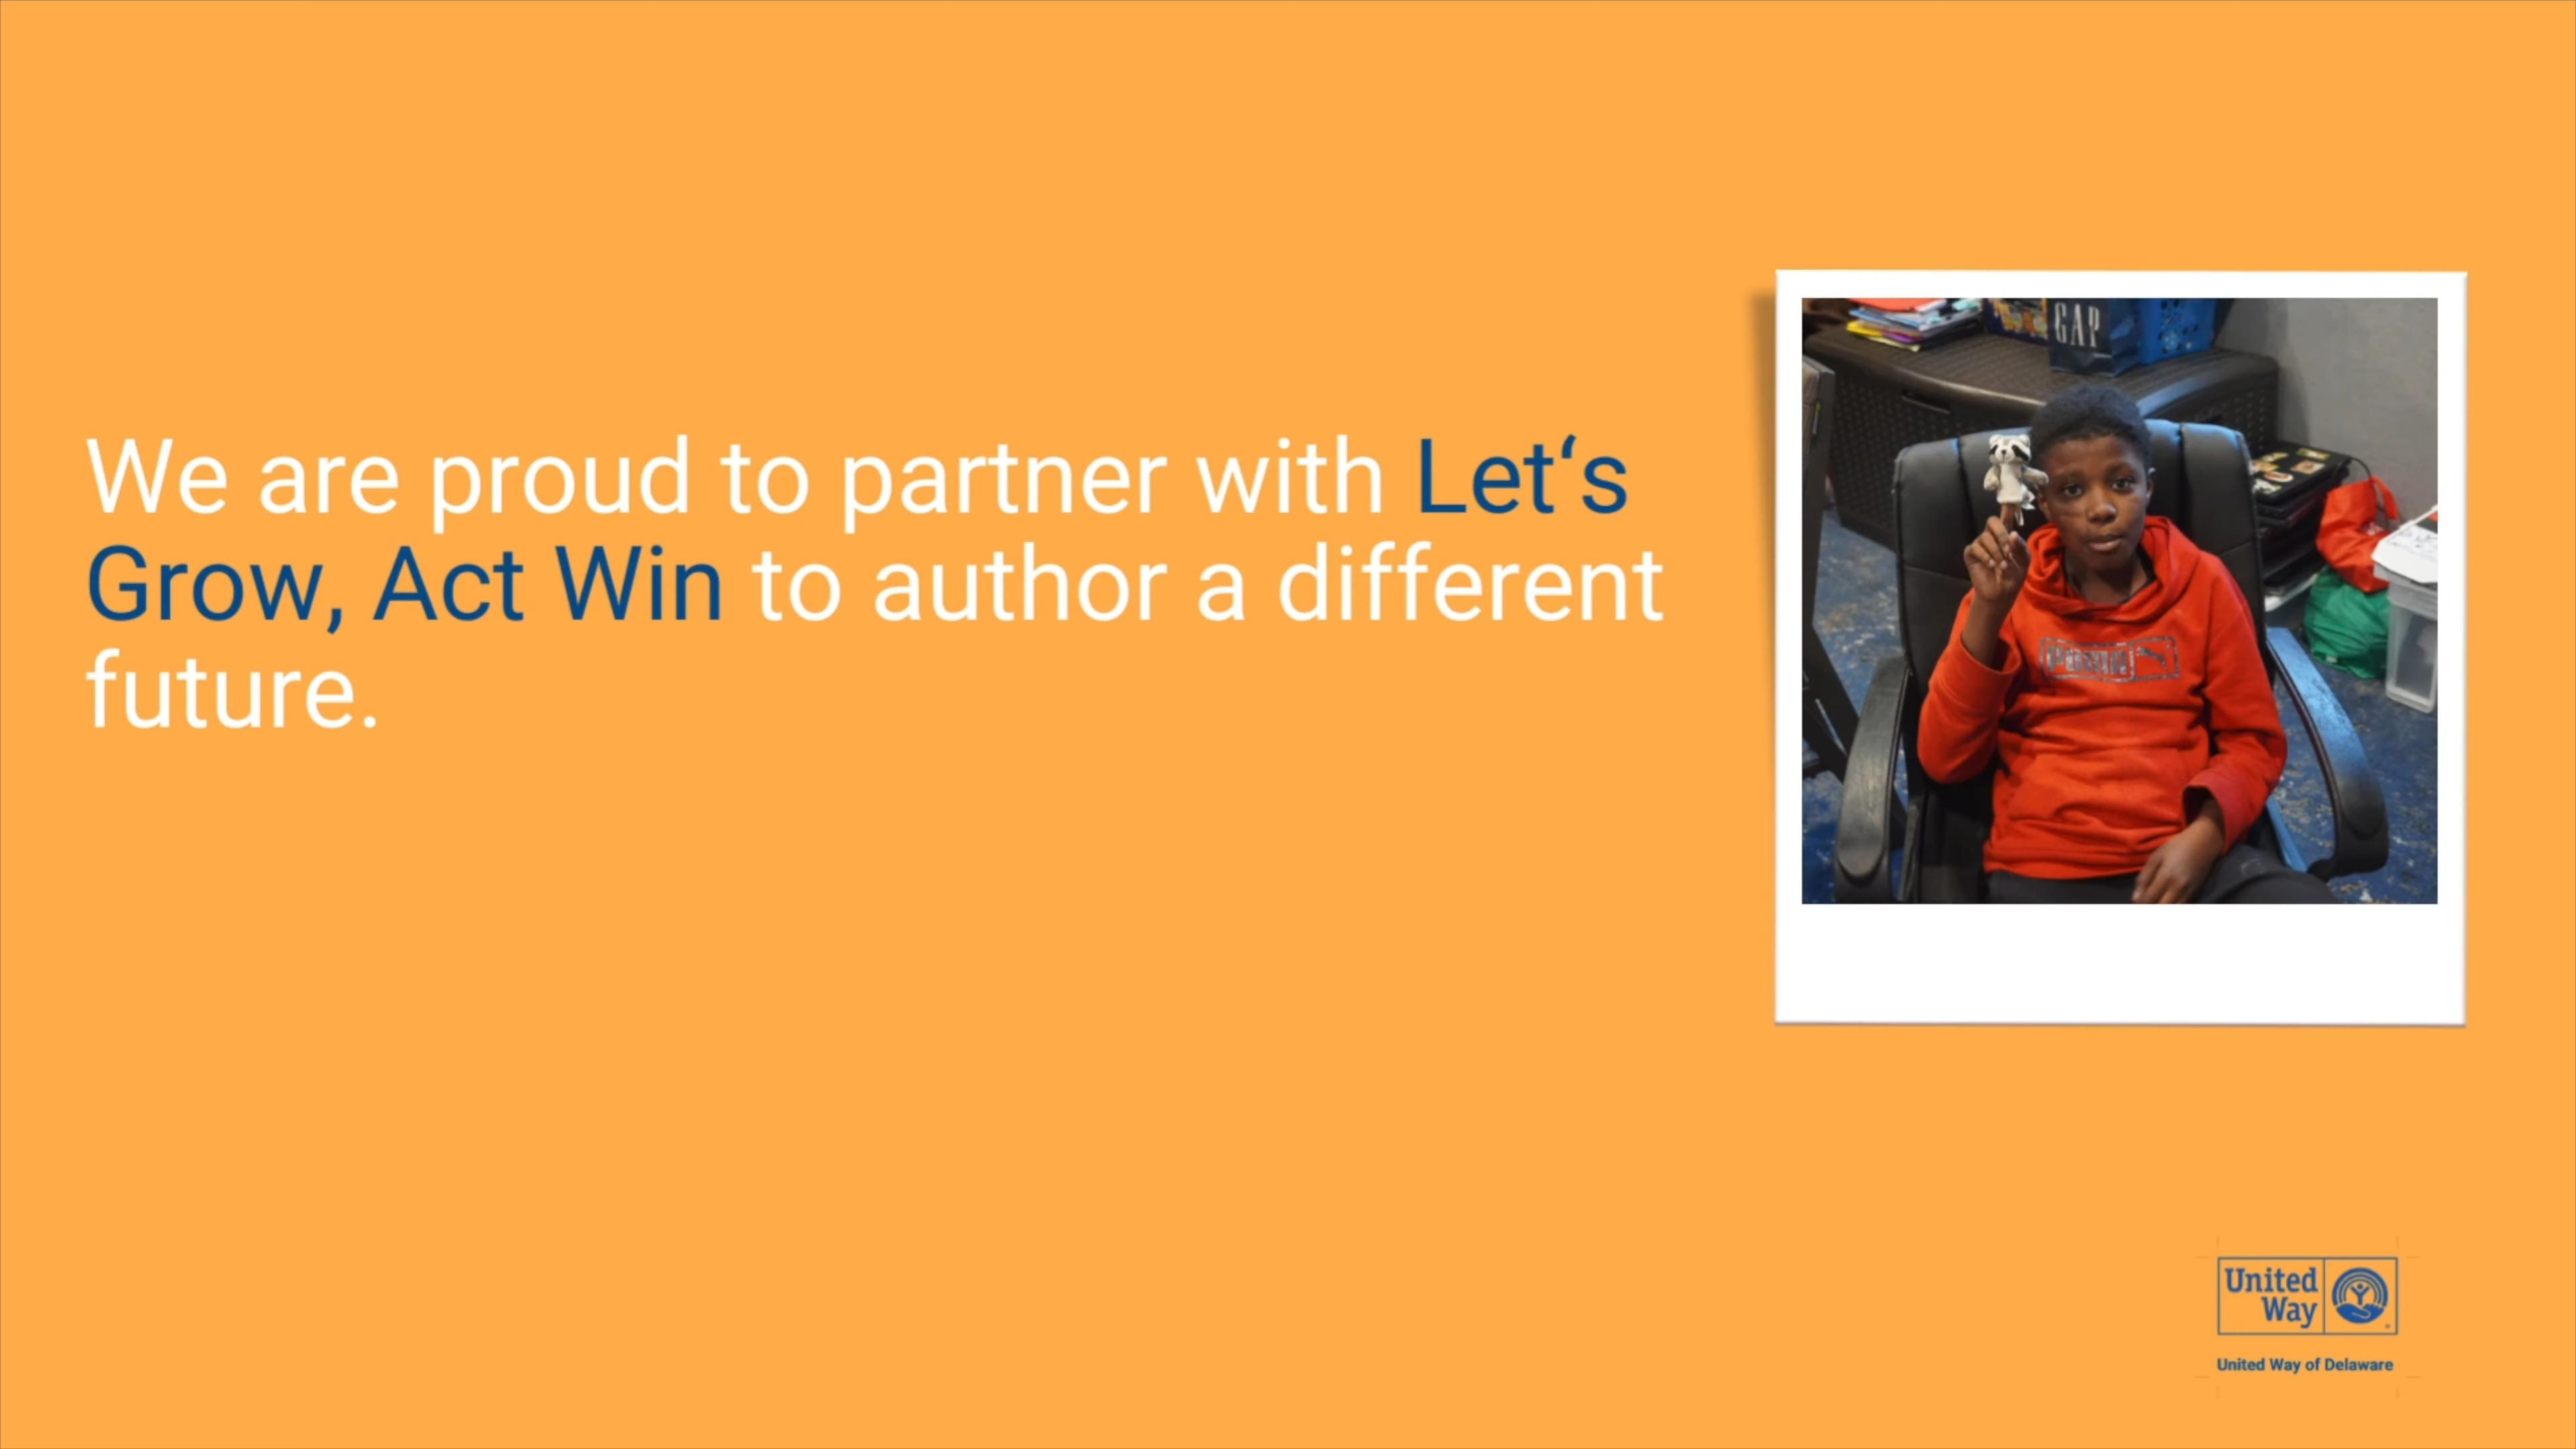 We are proud to partner with Let‘s
Grow, Act Win to author a different
future.
GAP
PUMA
United
Way
United Way of Delaware